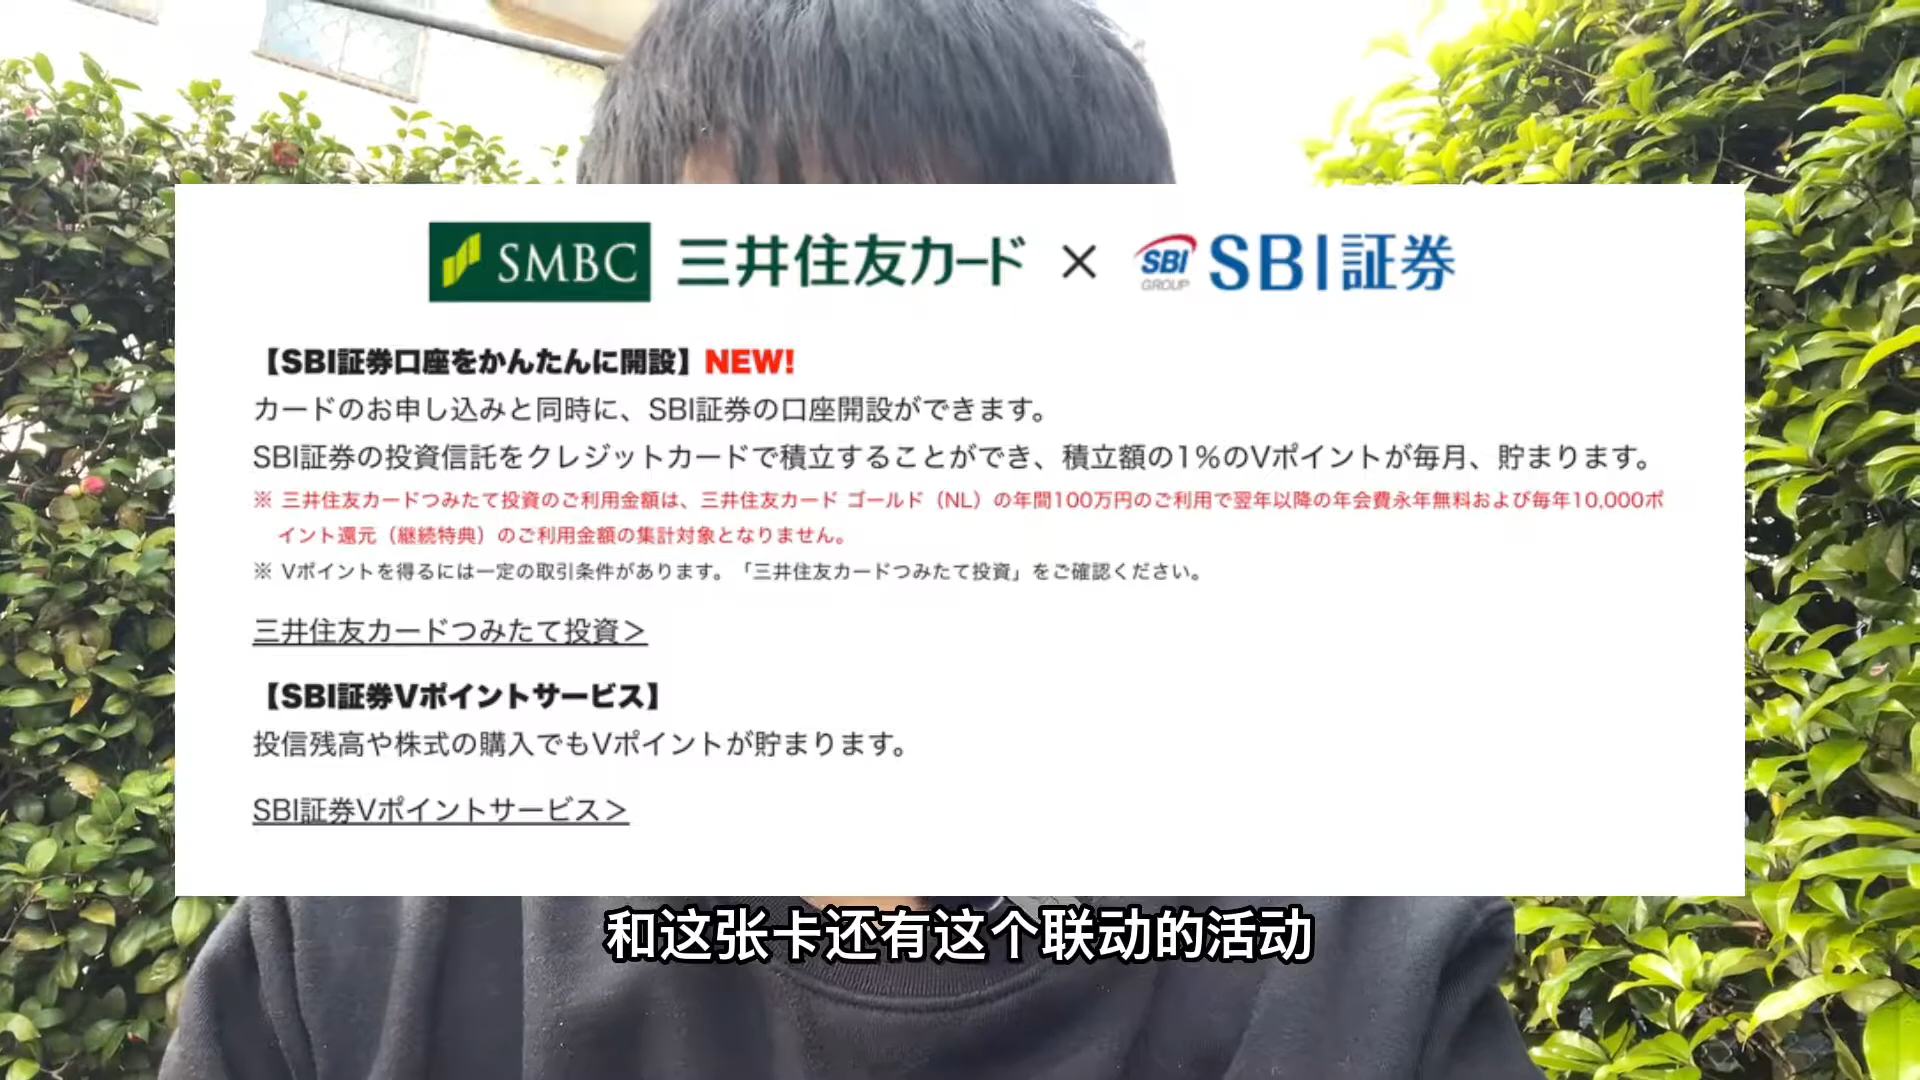 SMBC 三井住友カード × SBI GROUP SBI証券
【SBI証券口座をかんたんに開設】NEW!
カードのお申し込みと同時に、SBI証券の口座開設ができます。
SBI証券の投資信託をクレジットカードで積立することができ、積立額の1%のVポイントが毎月、貯まります。
※ 三井住友カードつみたて投資のご利用金額は、三井住友カード ゴールド（NL）の年間100万円のご利用で翌年以降の年会費永年無料および毎年10,000ポ
イント還元（継続特典）のご利用金額の集計対象となりません。
※ Vポイントを得るには一定の取引条件があります。「三井住友カードつみたて投資」をご確認ください。
三井住友カードつみたて投資＞
【SBI証券Vポイントサービス】
投信残高や株式の購入でもVポイントが貯まります。
SBI証券Vポイントサービス＞
和这张卡还有这个联动的活动